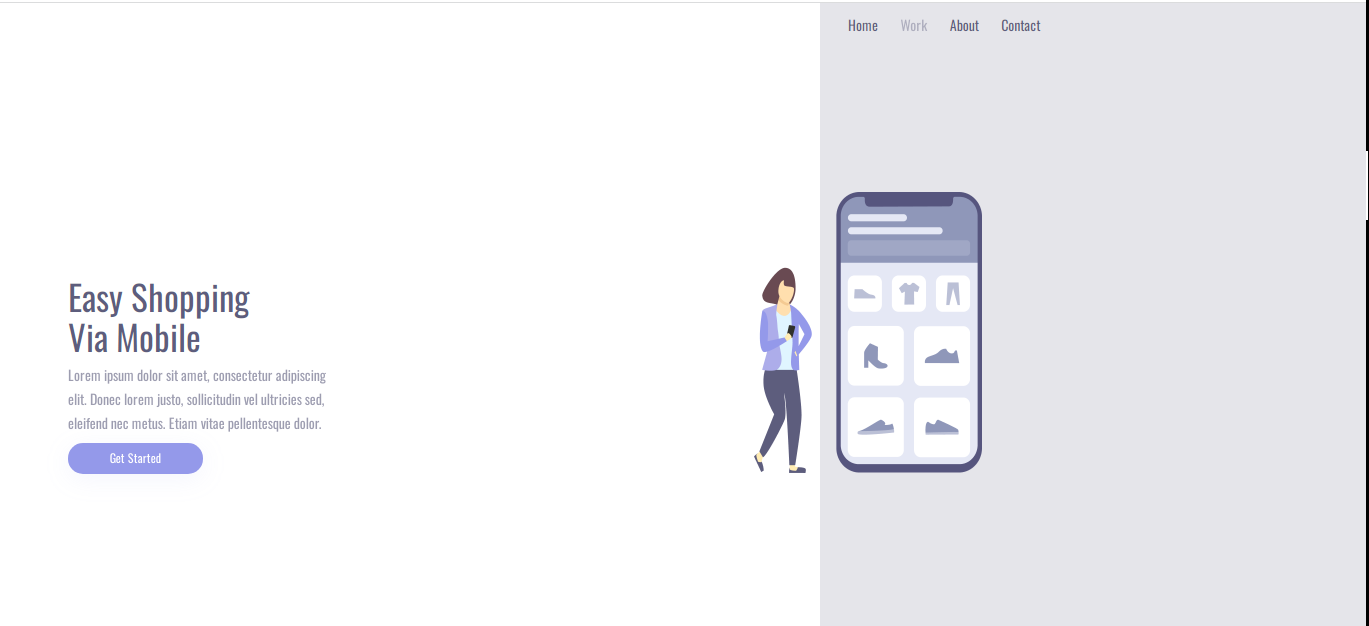 Home Work About Contact
Easy Shopping
Via Mobile
Lorem ipsum dolor sit amet, consectetur adipiscing
elit. Donec lorem justo, sollicitudin vel ultricies sed,
eleifend nec metus. Etiam vitae pellentesque dolor.
Get Started